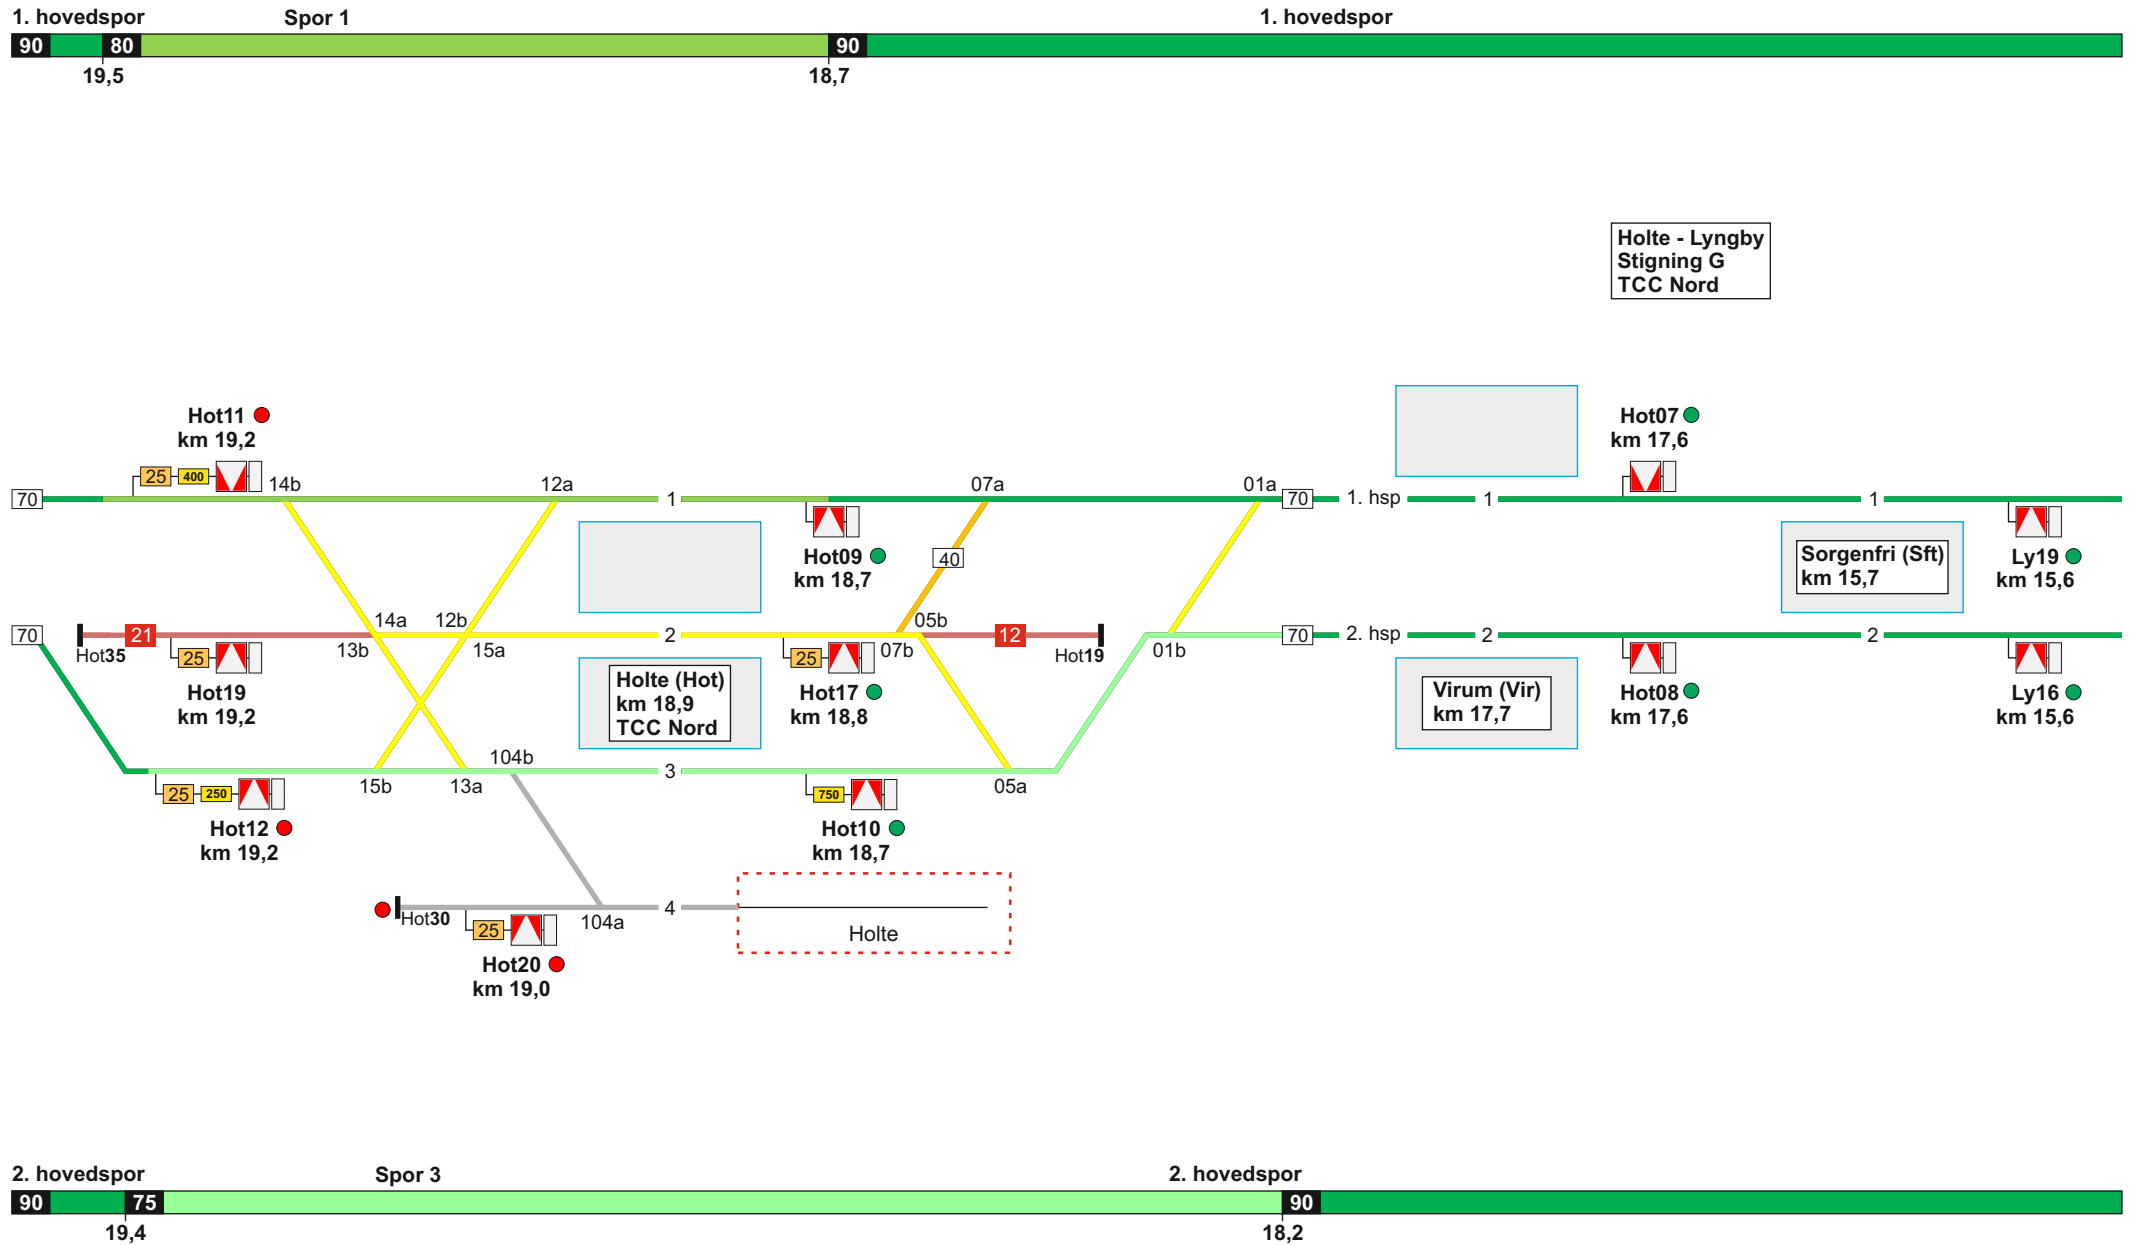 1. hovedspor
Spor 1
1. hovedspor
90
80
90
19,5
18,7
Holte - Lyngby
Stigning G
TCC Nord
Hot11
km 19,2
25
400
Hot07
km 17,6
14b
12a
07a
01a
70
1
70
1. hsp
1
1
40
Hot09
km 18,7
Sorgenfri (Sft)
km 15,7
Ly19
km 15,6
14a
12b
05b
70
21
2
12
70
2. hsp
2
2
Hot35
13b
15a
07b
Hot19
01b
25
25
Hot19
km 19,2
Holte (Hot)
km 18,9
TCC Nord
Hot17
km 18,8
Virum (Vir)
km 17,7
Hot08
km 17,6
Ly16
km 15,6
104b
3
15b
13a
05a
25
250
750
Hot12
km 19,2
Hot10
km 18,7
4
Hot30
104a
25
Holte
Hot20
km 19,0
2. hovedspor
Spor 3
2. hovedspor
90
75
90
19,4
18,2